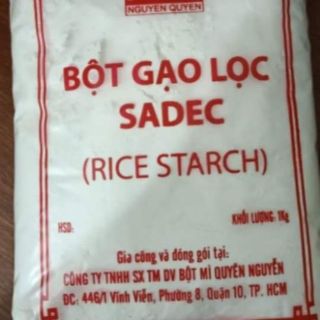 NGUYEN QUYEN
BỘT GẠO LỌC
SADEC
(RICE STARCH)
HSD:
KHỐI LƯỢNG: 1Kg
Gia công và đóng gói tại:
CÔNG TY TNHH SX TM DV BỘT MÌ QUYÊN NGUYÊN
ĐC: 446/1 Vĩnh Viễn, Phường 8, Quận 10, TP. HCM